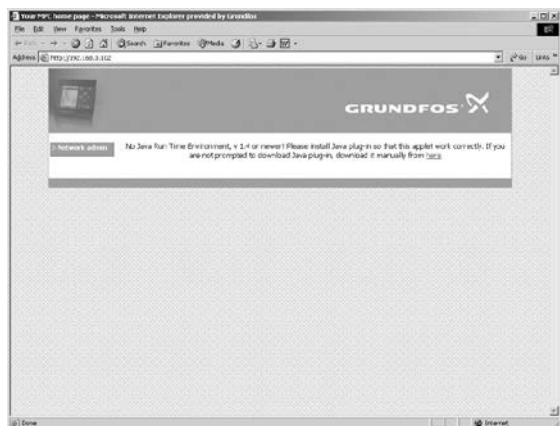 Your MPC home page - Microsoft Internet Explorer provided by Grundfos
File Edit View Favorites Tools Help
Search Favorites Media
Address http://192.168.0.102 Go Links »
GRUNDFOS
> Network admin
No Java Run Time Environment, v 1.4 or newer! Please install Java plug-in so that this applet work correctly. If you
are not prompted to download Java plug-in, download it manually from here
Done Internet